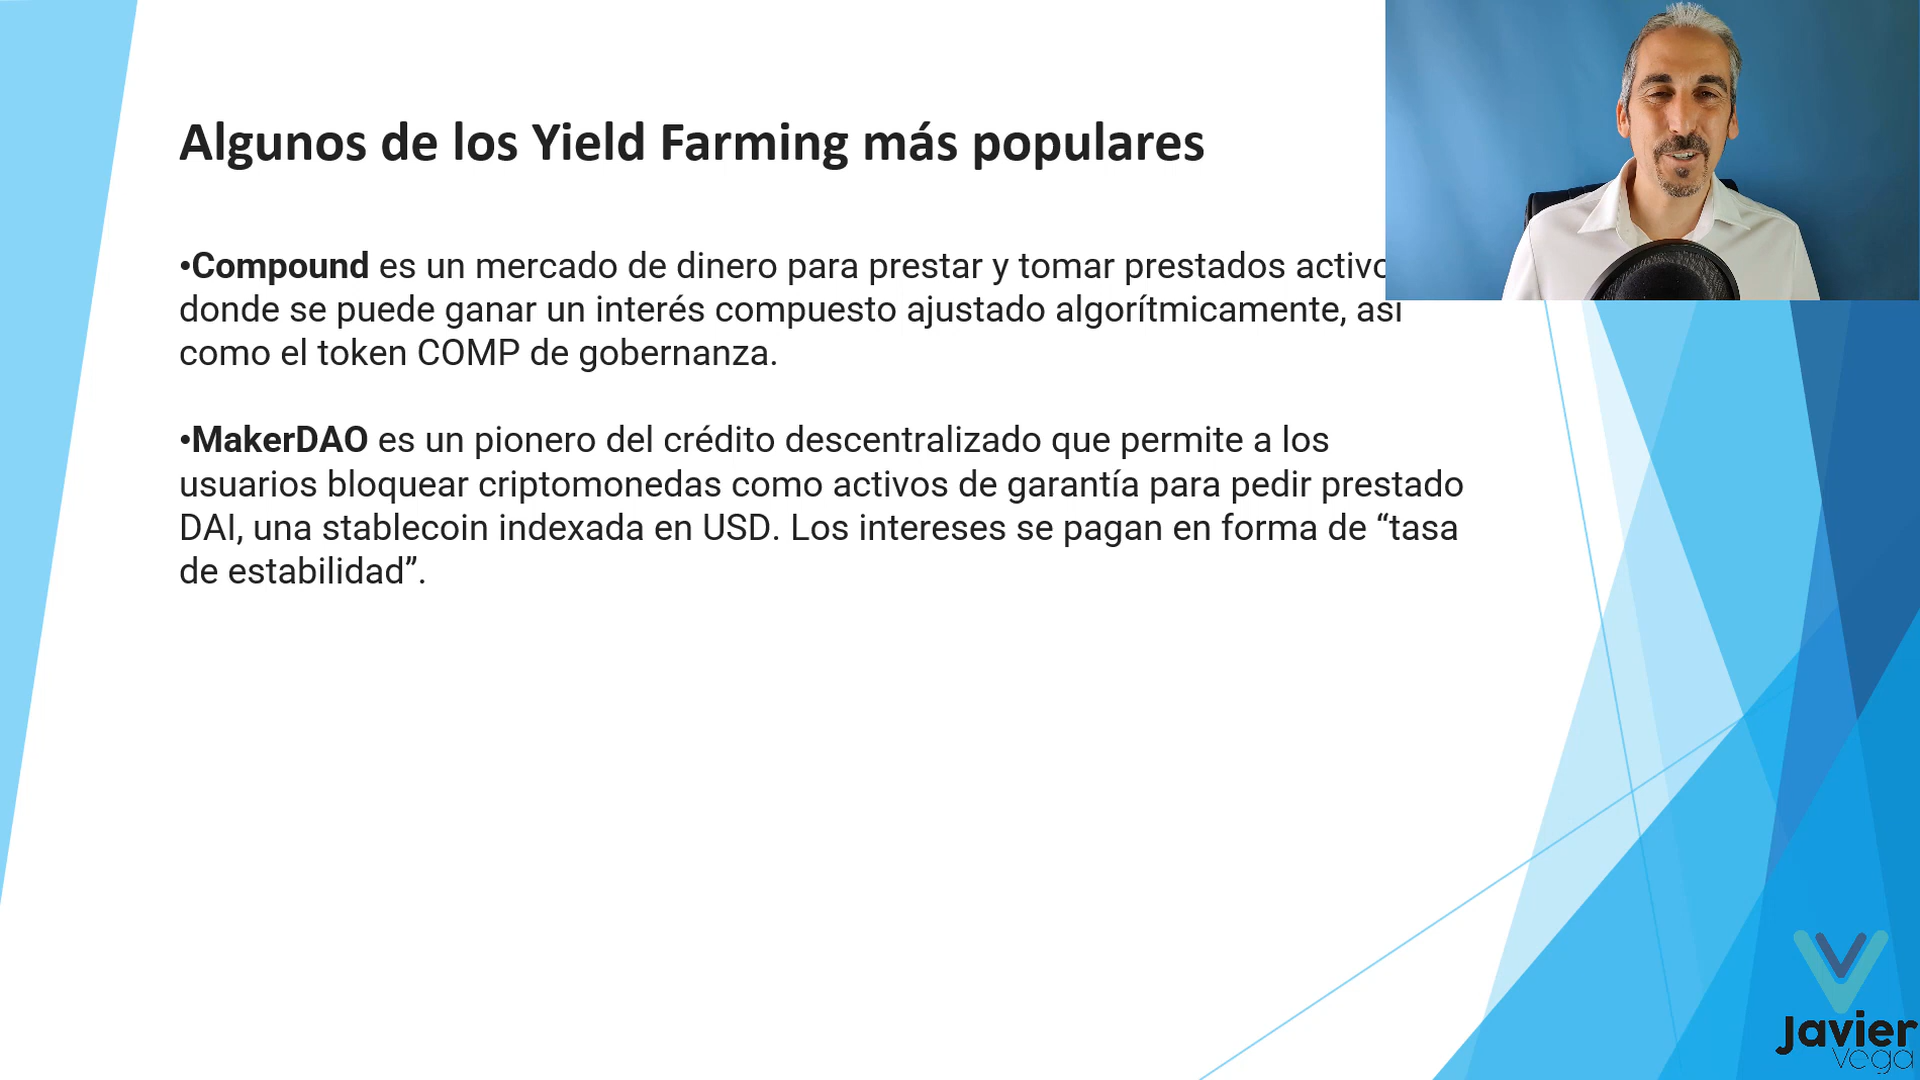 Algunos de los Yield Farming más populares
•Compound es un mercado de dinero para prestar y tomar prestados activo
donde se puede ganar un interés compuesto ajustado algorítmicamente, así
como el token COMP de gobernanza.
•MakerDAO es un pionero del crédito descentralizado que permite a los
usuarios bloquear criptomonedas como activos de garantía para pedir prestado
DAI, una stablecoin indexada en USD. Los intereses se pagan en forma de “tasa
de estabilidad”.
Javier
Vega